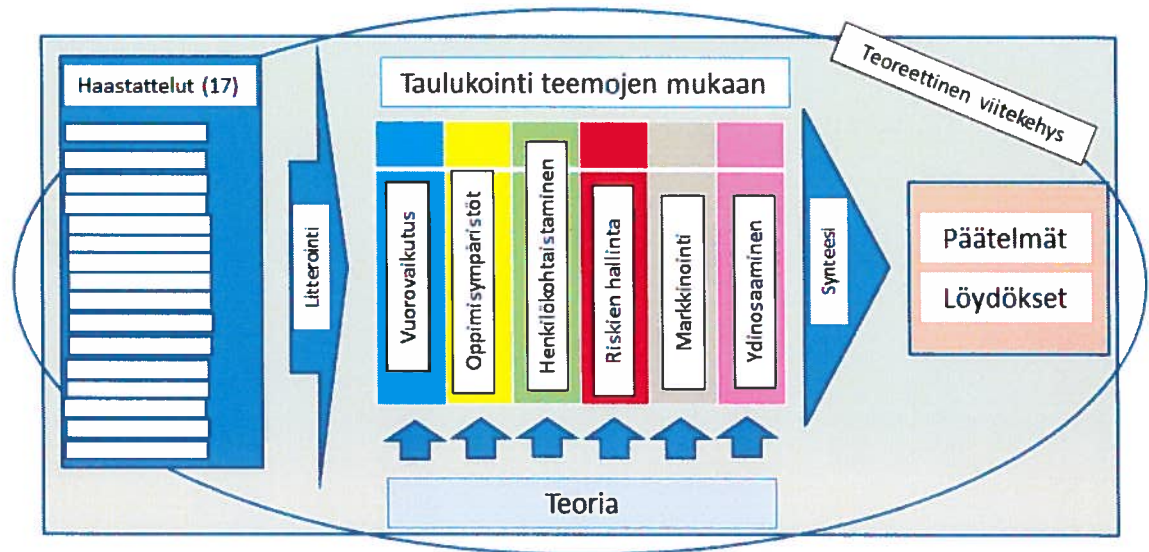 Haastattelut (17)
Litterointi
Taulukointi teemojen mukaan
Vuorovaikutus
Oppimisympäristöt
Henkilökohtaistaminen
Riskien hallinta
Markkinointi
Ydinosaaminen
Teoria
Synteesi
Teoreettinen viitekehys
Päätelmät
Löydökset